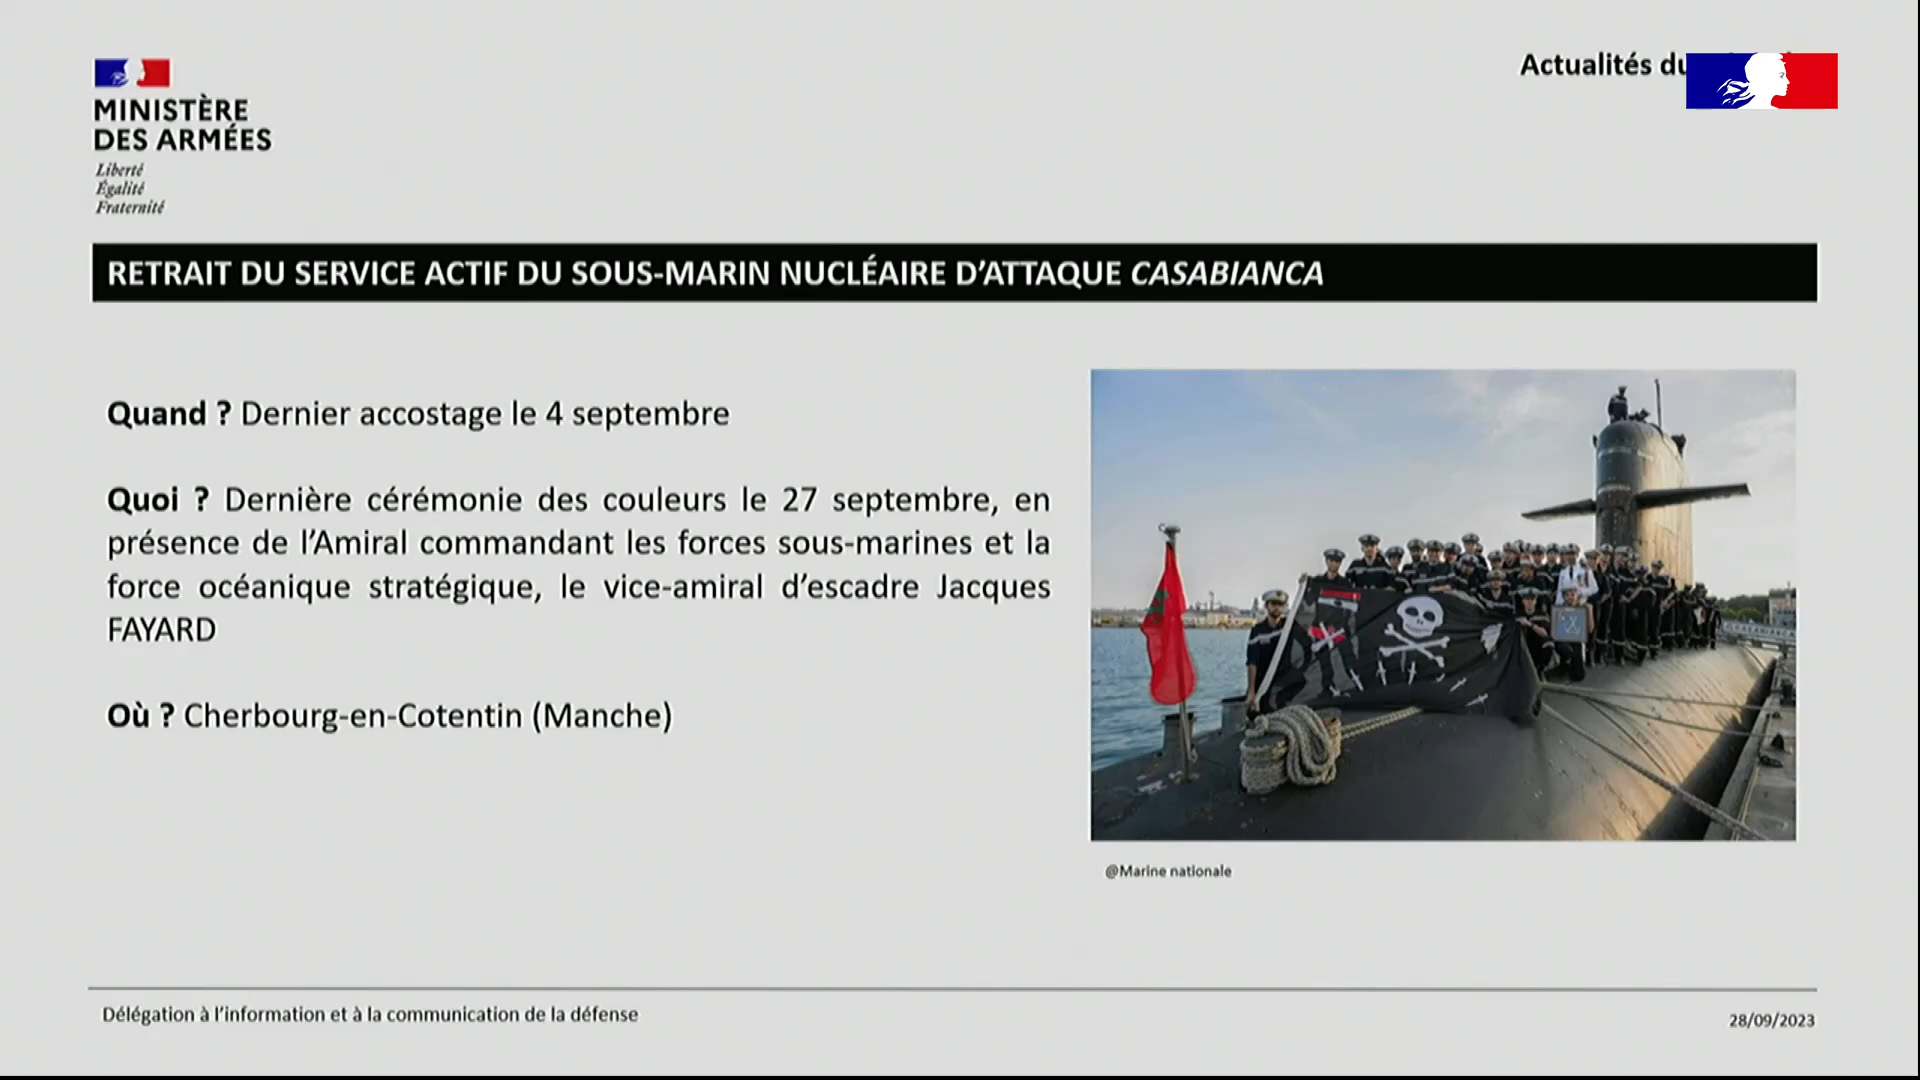 MINISTÈRE
DES ARMÉES
Liberté
Égalité
Fraternité
Actualités du
RETRAIT DU SERVICE ACTIF DU SOUS-MARIN NUCLÉAIRE D’ATTAQUE CASABIANCA
Quand ? Dernier accostage le 4 septembre
Quoi ? Dernière cérémonie des couleurs le 27 septembre, en
présence de l’Amiral commandant les forces sous-marines et la
force océanique stratégique, le vice-amiral d’escadre Jacques
FAYARD
Où ? Cherbourg-en-Cotentin (Manche)
@Marine nationale
Délégation à l’information et à la communication de la défense
28/09/2023